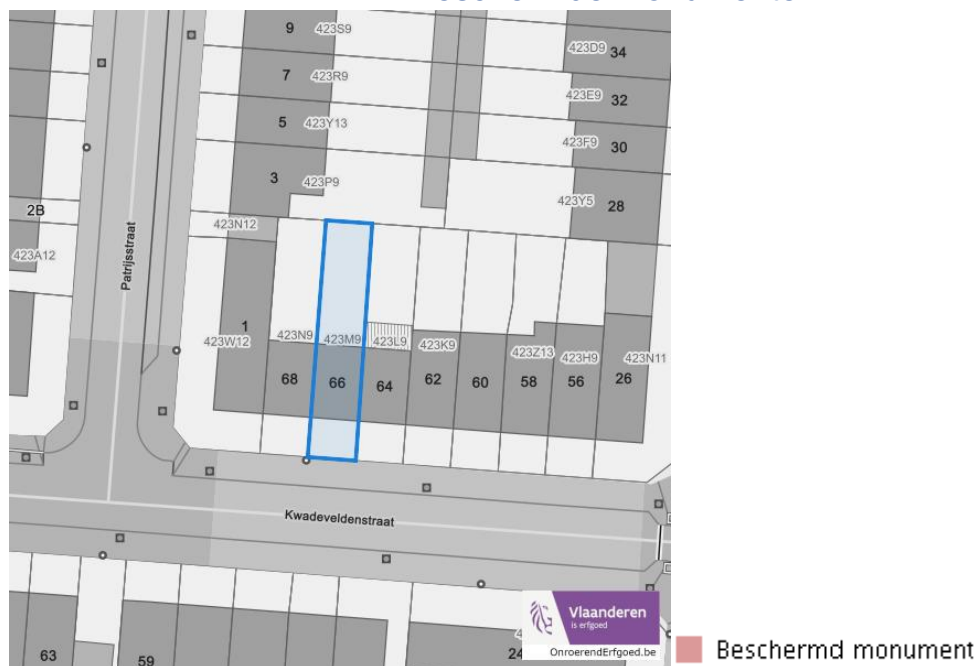 9 423S9
423D9 34
7 423R9
423E9 32
5 423Y13
423F9 30
3 423P9
423Y5 28
2B
423N12
423A12
Patrijsstraat
1
423W12 423N9 423M9 423L9 423K9
423Z13 423H9 423N11
68 66 64 62 60 58 56 26
Kwadeveldenstraat
Vlaanderen
is erfgoed
OnroerendErfgoed.be
63 59 24
Beschermd monument